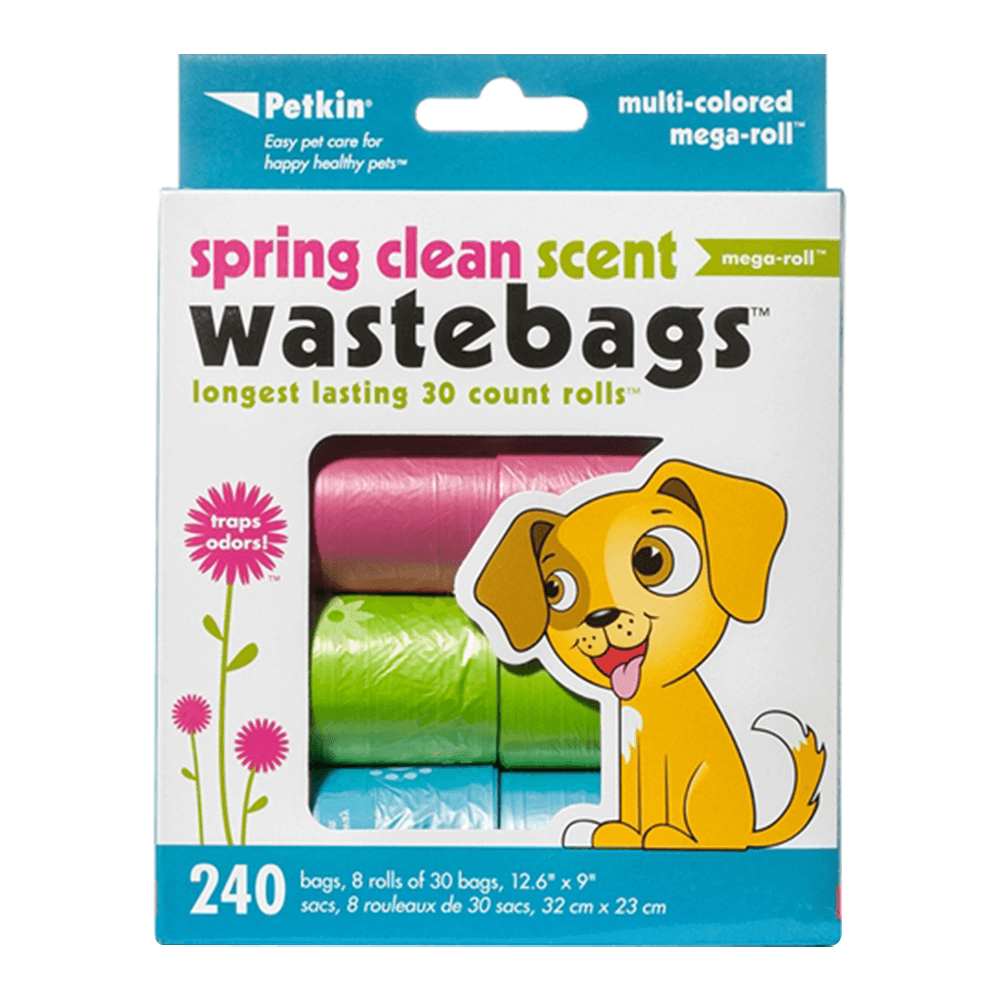 Petkin®
Easy pet care for
happy healthy pets™
multi-colored
mega-roll™
spring clean scent
mega-roll™
wastebags™
longest lasting 30 count rolls™
traps
odors!™
240 bags, 8 rolls of 30 bags, 12.6" x 9"
sacs, 8 rouleaux de 30 sacs, 32 cm x 23 cm